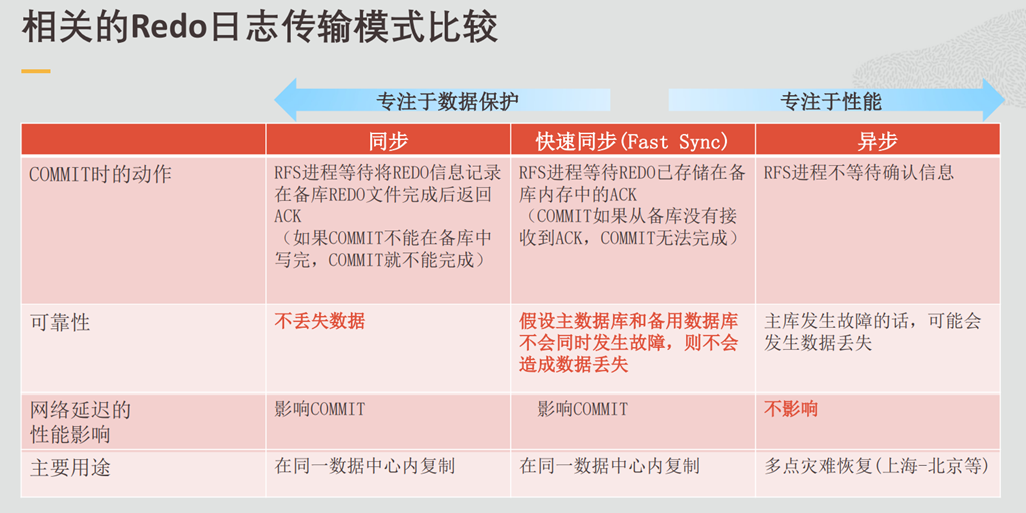 相关的Redo日志传输模式比较
专注于数据保护
专注于性能
同步
快速同步(Fast Sync)
异步
COMMIT时的动作
RFS进程等待将REDO信息记录
在备库REDO文件完成后返回
ACK
（如果COMMIT不能在备库中
写完，COMMIT就不能完成）
RFS进程等待REDO已存储在备
库内存中的ACK
（COMMIT如果从备库没有接
收到ACK，COMMIT无法完成）
RFS进程不等待确认信息
可靠性
不丢失数据
假设主数据库和备用数据库
不会同时发生故障，则不会
造成数据丢失
主库发生故障的话，可能会
发生数据丢失
网络延迟的
性能影响
影响COMMIT
影响COMMIT
不影响
主要用途
在同一数据中心内复制
在同一数据中心内复制
多点灾难恢复(上海-北京等)